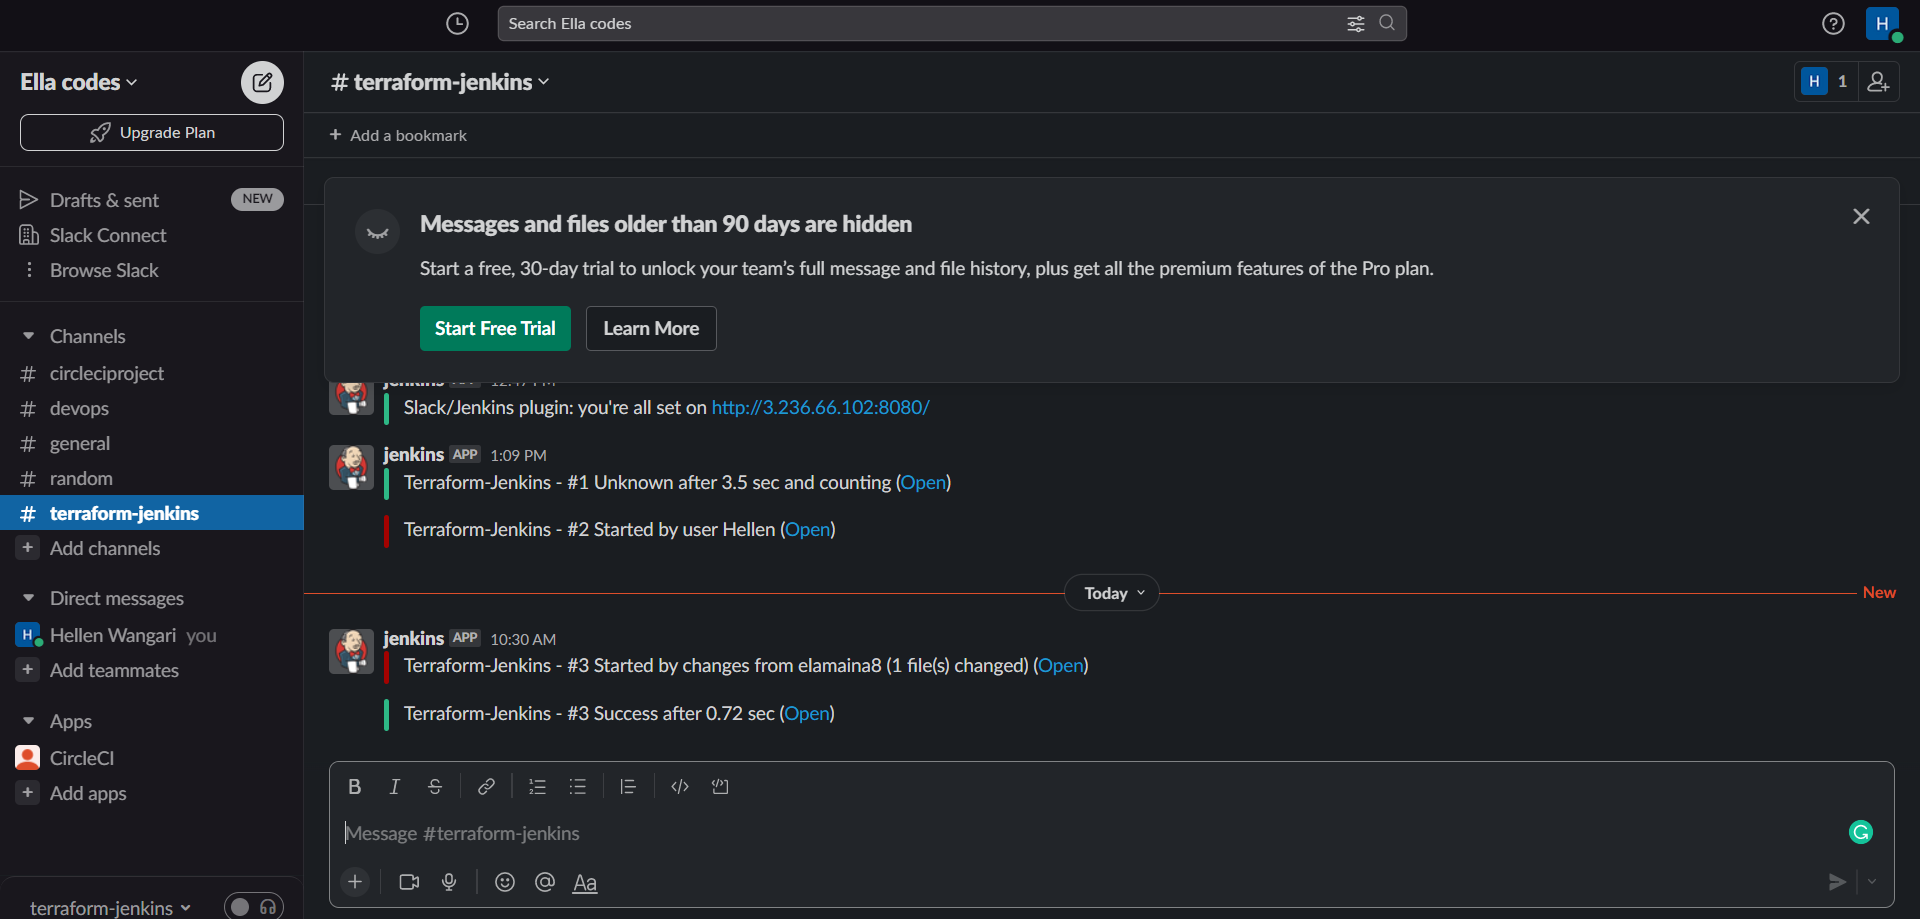 Search Ella codes
H
Ella codes
Upgrade Plan
Drafts & sent
NEW
Slack Connect
Browse Slack
Channels
# circleciproject
# devops
# general
# random
# terraform-jenkins
+ Add channels
Direct messages
H Hellen Wangari you
+ Add teammates
Apps
CircleCI
+ Add apps
terraform-jenkins
# terraform-jenkins
H 1
+ Add a bookmark
Messages and files older than 90 days are hidden
Start a free, 30-day trial to unlock your team's full message and file history, plus get all the premium features of the Pro plan.
Start Free Trial
Learn More
jenkins APP 12:47 PM
Slack/Jenkins plugin: you're all set on http://3.236.66.102:8080/
jenkins APP 1:09 PM
Terraform-Jenkins - #1 Unknown after 3.5 sec and counting (Open)
Terraform-Jenkins - #2 Started by user Hellen (Open)
Today
New
jenkins APP 10:30 AM
Terraform-Jenkins - #3 Started by changes from elamaina8 (1 file(s) changed) (Open)
Terraform-Jenkins - #3 Success after 0.72 sec (Open)
B I S
Message #terraform-jenkins
+ @ Aa